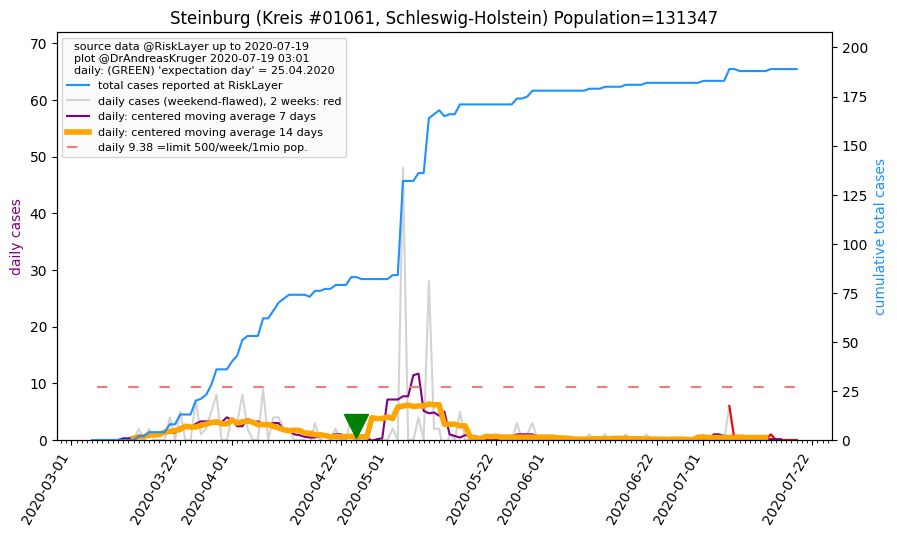 Steinburg (Kreis #01061, Schleswig-Holstein) Population=131347
source data @RiskLayer up to 2020-07-19
plot @DrAndreasKruger 2020-07-19 03:01
daily: (GREEN) 'expectation day' = 25.04.2020
total cases reported at RiskLayer
daily cases (weekend-flawed), 2 weeks: red
daily: centered moving average 7 days
daily: centered moving average 14 days
daily 9.38 =limit 500/week/1mio pop.
daily cases
70
60
50
40
30
20
10
0
cumulative total cases
200
175
150
125
100
75
50
25
0
2020-03-01
2020-03-22
2020-04-01
2020-04-22
2020-05-01
2020-05-22
2020-06-01
2020-06-22
2020-07-01
2020-07-22